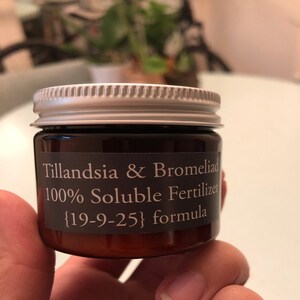 Tillandsia & Bromeliad
100% Soluble Fertilizer
{19-9-25} formula